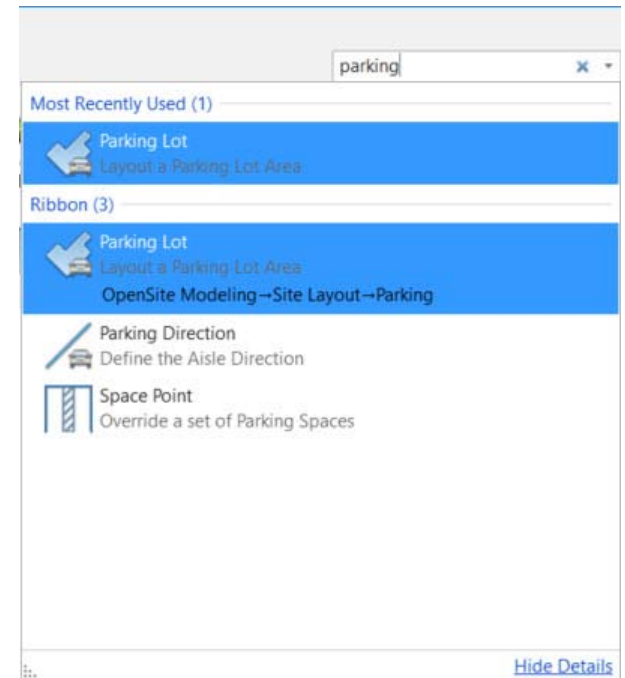 parking
Most Recently Used (1)
Parking Lot
Layout a Parking Lot Area
Ribbon (3)
Parking Lot
Layout a Parking Lot Area
OpenSite Modeling→Site Layout→Parking
Parking Direction
Define the Aisle Direction
Space Point
Override a set of Parking Spaces
Hide Details